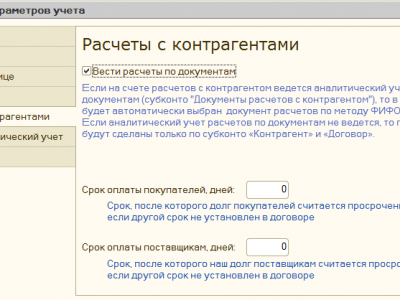 раметров учета
Расчеты с контрагентами
Вести расчеты по документам
нице
рагентами
ический учет
Если на счете расчетов с контрагентом ведется аналитический уч
документам (субконто "Документы расчетов с контрагентом"), то в
будет автоматически выбран документ расчетов по методу ФИФО
Если аналитический учет расчетов по документам не ведется, то г
будут сделаны только по субконто «Контрагент» и «Договор».
Срок оплаты покупателей, дней: 0
Срок, после которого долг покупателей считается просрочен
если другой срок не установлен в договоре
Срок оплаты поставщикам, дней: 0
Срок, после которого наш долг поставщикам считается просро
если другой срок не установлен в договоре